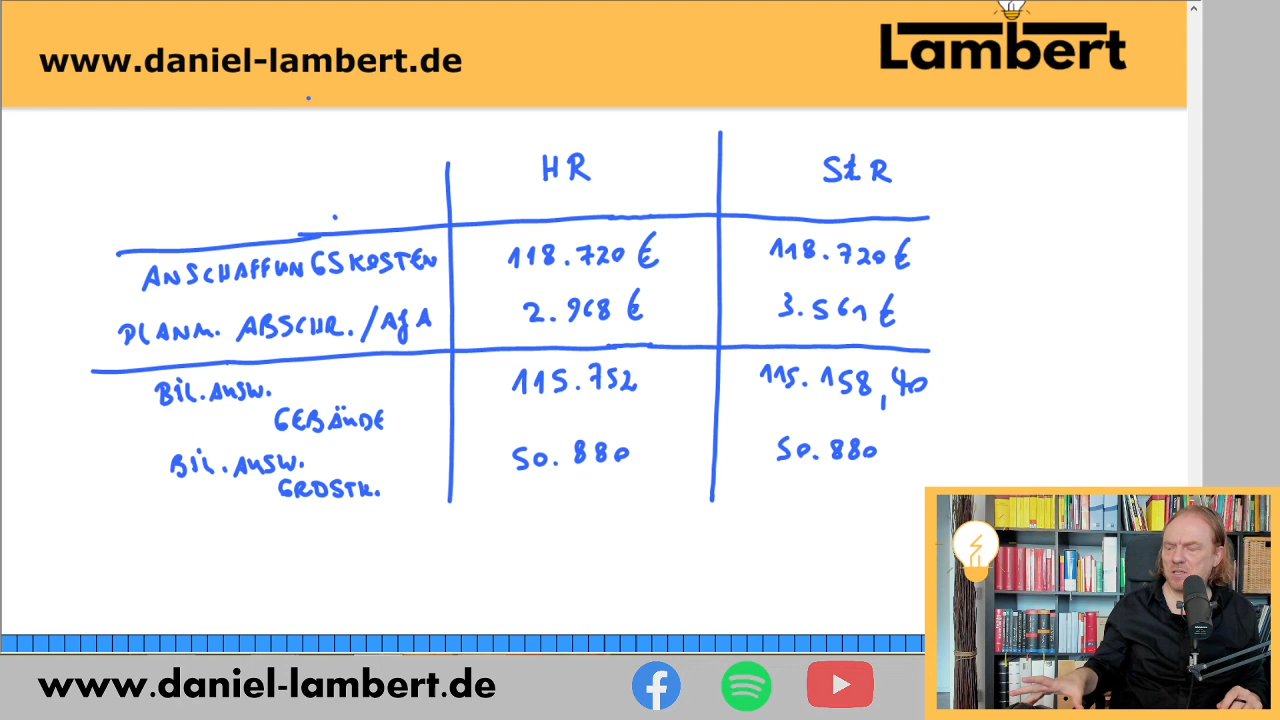 www.daniel-lambert.de
Lambert
HR StR
ANSCHAFFUNGSKOSTEN 118.720 € 118.720 €
PLANM. ABSCHR./AfA 2.968 € 3.561 €
BIL.AUSW. 115.752 115.158,40
GEBÄUDE
BIL.AUSW. 50.880 50.880
GRDSTK.
www.daniel-lambert.de